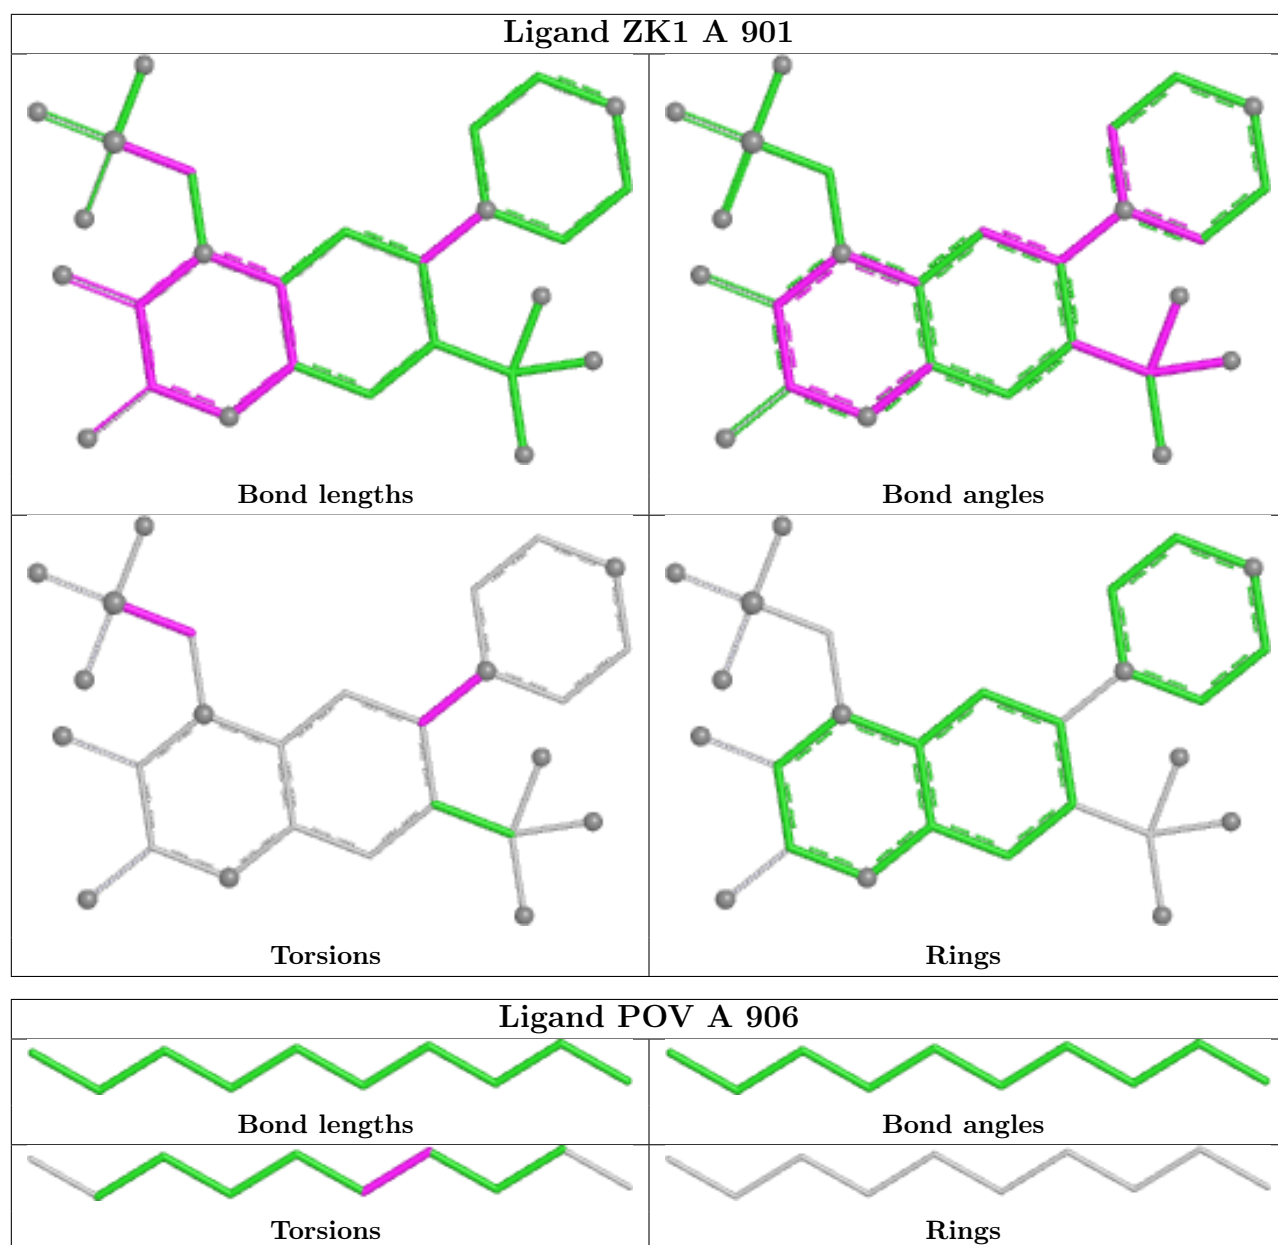 Ligand ZK1 A 901
Bond lengths
Bond angles
Torsions
Rings
Ligand POV A 906
Bond lengths
Bond angles
Torsions
Rings